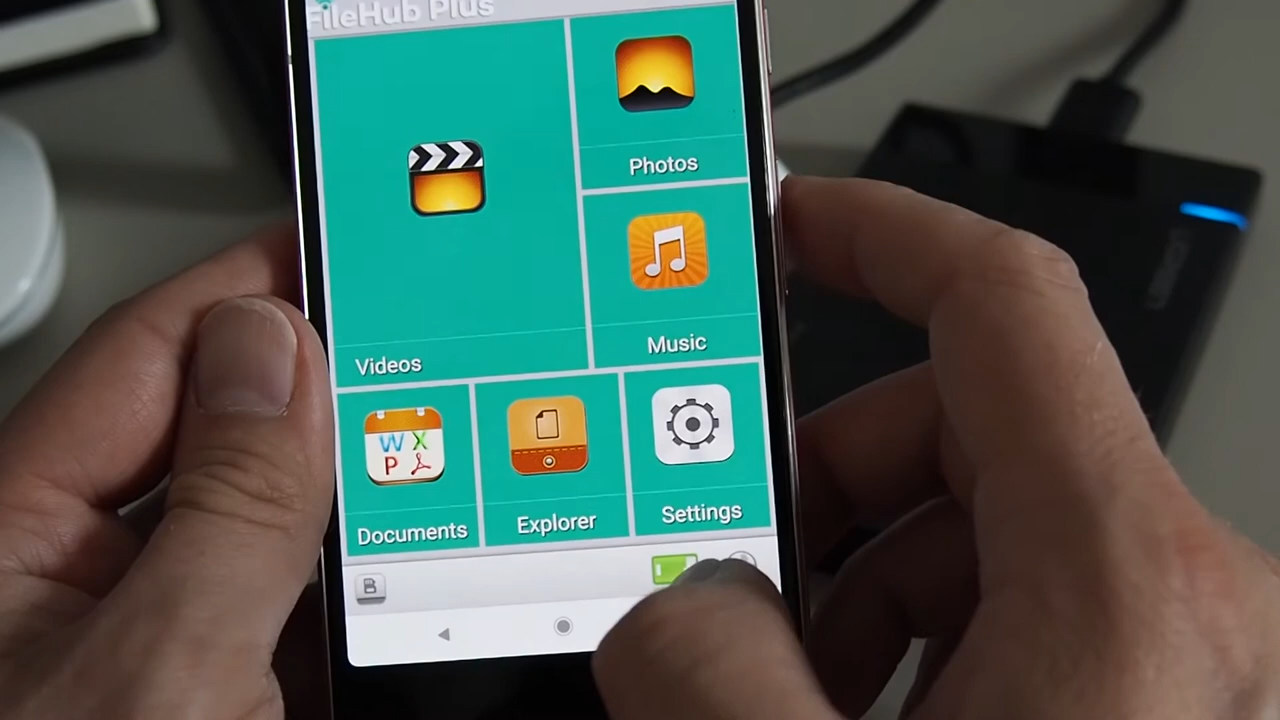 FileHub Plus
Photos
Music
Videos
W X
P
Documents
Explorer
Settings